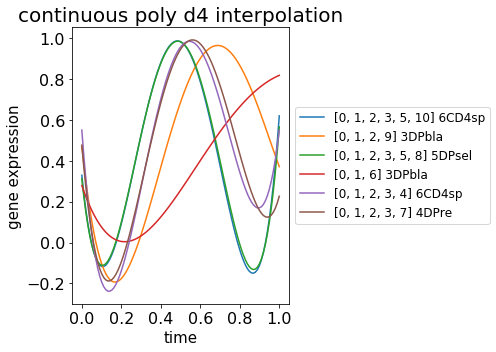 continuous poly d4 interpolation
gene expression
1.0
0.8
0.6
0.4
0.2
0.0
−0.2
0.0 0.2 0.4 0.6 0.8 1.0
time
[0, 1, 2, 3, 5, 10] 6CD4sp
[0, 1, 2, 9] 3DPbla
[0, 1, 2, 3, 5, 8] 5DPsel
[0, 1, 6] 3DPbla
[0, 1, 2, 3, 4] 6CD4sp
[0, 1, 2, 3, 7] 4DPre